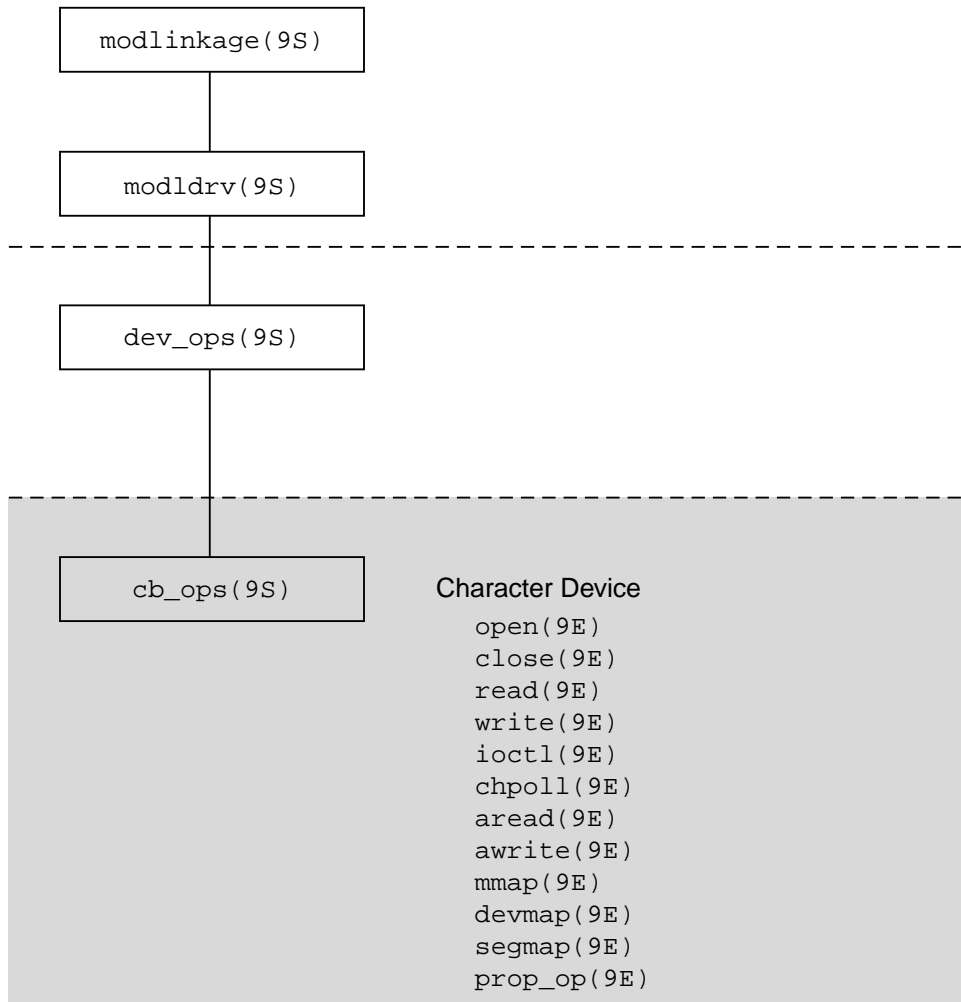 modlinkage(9S)
modldrv(9S)
dev_ops(9S)
cb_ops(9S)
Character Device
open(9E)
close(9E)
read(9E)
write(9E)
ioctl(9E)
chpoll(9E)
aread(9E)
awrite(9E)
mmap(9E)
devmap(9E)
segmap(9E)
prop_op(9E)